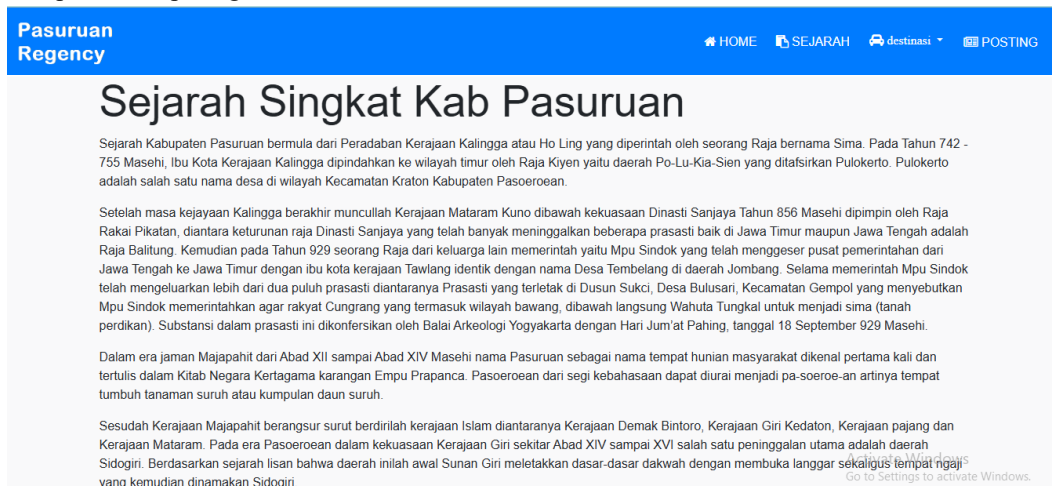 Pasuruan
Regency
HOME SEJARAH destinasi POSTING
Sejarah Singkat Kab Pasuruan
Sejarah Kabupaten Pasuruan bermula dari Peradaban Kerajaan Kalingga atau Ho Ling yang diperintah oleh seorang Raja bernama Sima. Pada Tahun 742 -
755 Masehi, Ibu Kota Kerajaan Kalingga dipindahkan ke wilayah timur oleh Raja Kiyen yaitu daerah Po-Lu-Kia-Sien yang ditafsirkan Pulokerto. Pulokerto
adalah salah satu nama desa di wilayah Kecamatan Kraton Kabupaten Pasoeroean.
Setelah masa kejayaan Kalingga berakhir muncullah Kerajaan Mataram Kuno dibawah kekuasaan Dinasti Sanjaya Tahun 856 Masehi dipimpin oleh Raja
Rakai Pikatan, diantara keturunan raja Dinasti Sanjaya yang telah banyak meninggalkan beberapa prasasti baik di Jawa Timur maupun Jawa Tengah adalah
Raja Balitung. Kemudian pada Tahun 929 seorang Raja dari keluarga lain memerintah yaitu Mpu Sindok yang telah menggeser pusat pemerintahan dari
Jawa Tengah ke Jawa Timur dengan ibu kota kerajaan Tawlang identik dengan nama Desa Tembelang di daerah Jombang. Selama memerintah Mpu Sindok
telah mengeluarkan lebih dari dua puluh prasasti diantaranya Prasasti yang terletak di Dusun Sukci, Desa Bulusari, Kecamatan Gempol yang menyebutkan
Mpu Sindok memerintahkan agar rakyat Cungrang yang termasuk wilayah bawang, dibawah langsung Wahuta Tungkal untuk menjadi sima (tanah
perdikan). Substansi dalam prasasti ini dikonfersikan oleh Balai Arkeologi Yogyakarta dengan Hari Jum'at Pahing, tanggal 18 September 929 Masehi.
Dalam era jaman Majapahit dari Abad XII sampai Abad XIV Masehi nama Pasuruan sebagai nama tempat hunian masyarakat dikenal pertama kali dan
tertulis dalam Kitab Negara Kertagama karangan Empu Prapanca. Pasoeroean dari segi kebahasaan dapat diurai menjadi pa-soeroe-an artinya tempat
tumbuh tanaman suruh atau kumpulan daun suruh.
Sesudah Kerajaan Majapahit berangsur surut berdirilah kerajaan Islam diantaranya Kerajaan Demak Bintoro, Kerajaan Giri Kedaton, Kerajaan pajang dan
Kerajaan Mataram. Pada era Pasoeroean dalam kekuasaan Kerajaan Giri sekitar Abad XIV sampai XVI salah satu peninggalan utama adalah daerah
Sidogiri. Berdasarkan sejarah lisan bahwa daerah inilah awal Sunan Giri meletakkan dasar-dasar dakwah dengan membuka langgar sekaligus tempat ngaji
yang kemudian dinamakan Sidogiri
Activate Windows
Go to Settings to activate Windows.